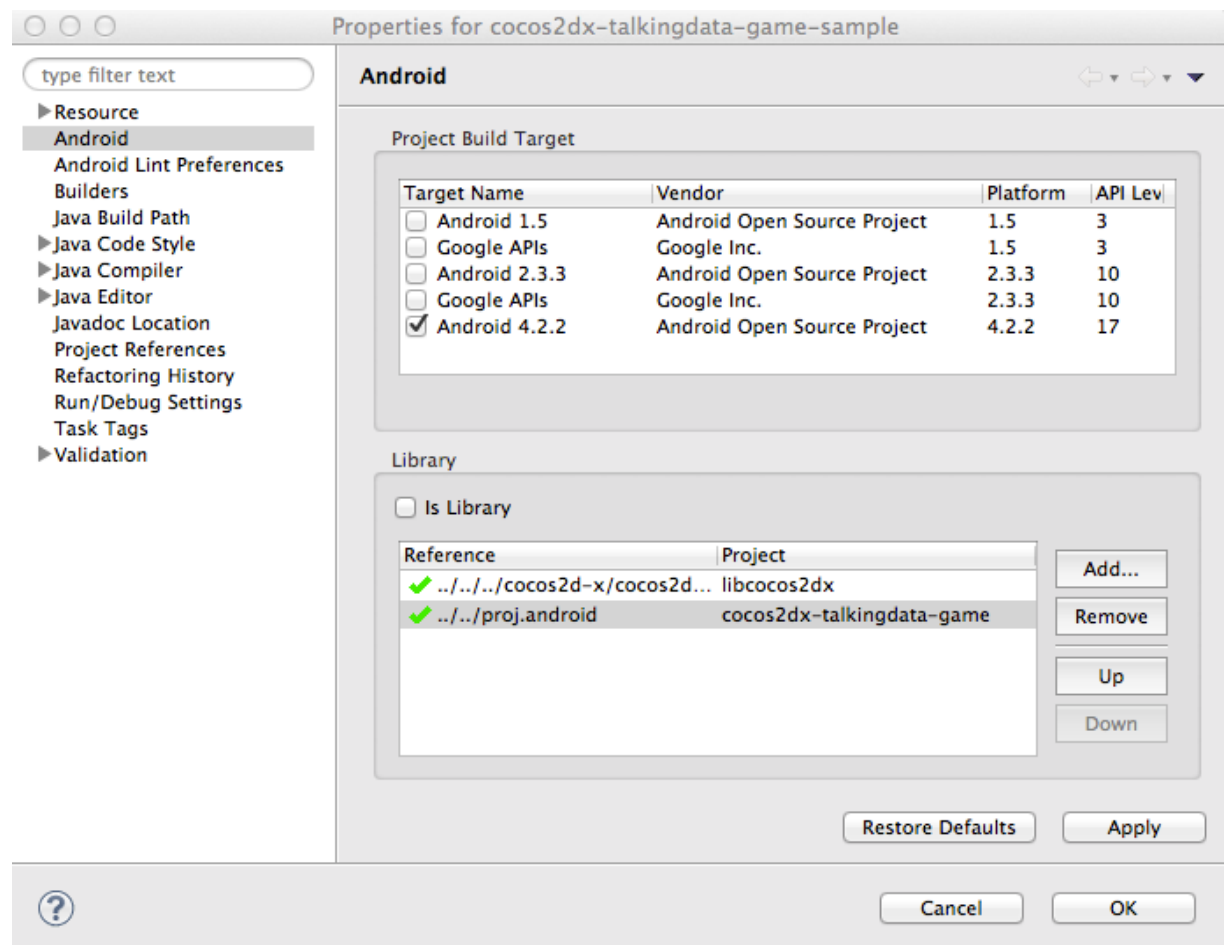 Properties for cocos2dx-talkingdata-game-sample
type filter text
Resource
Android
Android Lint Preferences
Builders
Java Build Path
Java Code Style
Java Compiler
Java Editor
Javadoc Location
Project References
Refactoring History
Run/Debug Settings
Task Tags
Validation
Android
Project Build Target
Target Name Vendor Platform API Lev
Android 1.5 Android Open Source Project 1.5 3
Google APIs Google Inc. 1.5 3
Android 2.3.3 Android Open Source Project 2.3.3 10
Google APIs Google Inc. 2.3.3 10
Android 4.2.2 Android Open Source Project 4.2.2 17
Library
Is Library
Reference Project
../../../cocos2d-x/cocos2d... libcocos2dx
../../proj.android cocos2dx-talkingdata-game
Add...
Remove
Up
Down
Restore Defaults Apply
? Cancel OK